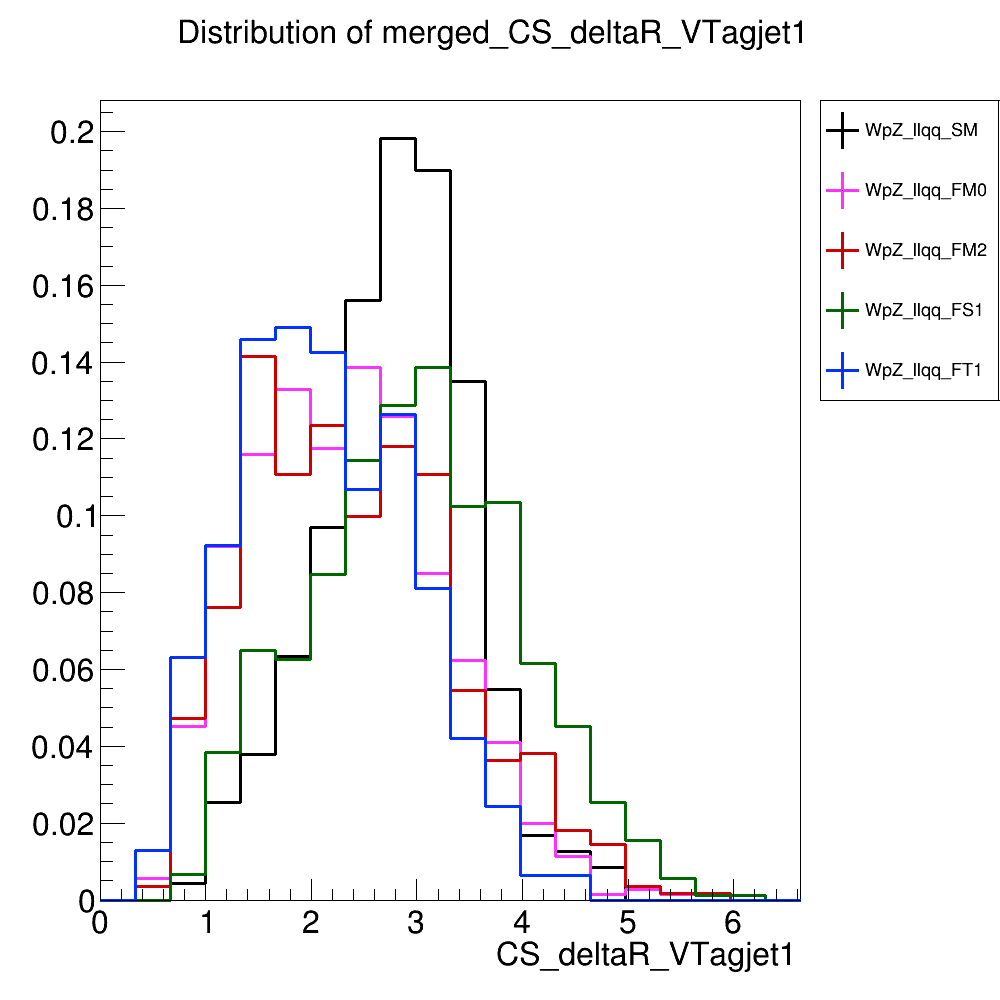 Distribution of merged_CS_deltaR_VTagjet1
WpZ_llqq_SM
WpZ_llqq_FM0
WpZ_llqq_FM2
WpZ_llqq_FS1
WpZ_llqq_FT1
0.2
0.18
0.16
0.14
0.12
0.1
0.08
0.06
0.04
0.02
0
0 1 2 3 4 5 6
CS_deltaR_VTagjet1